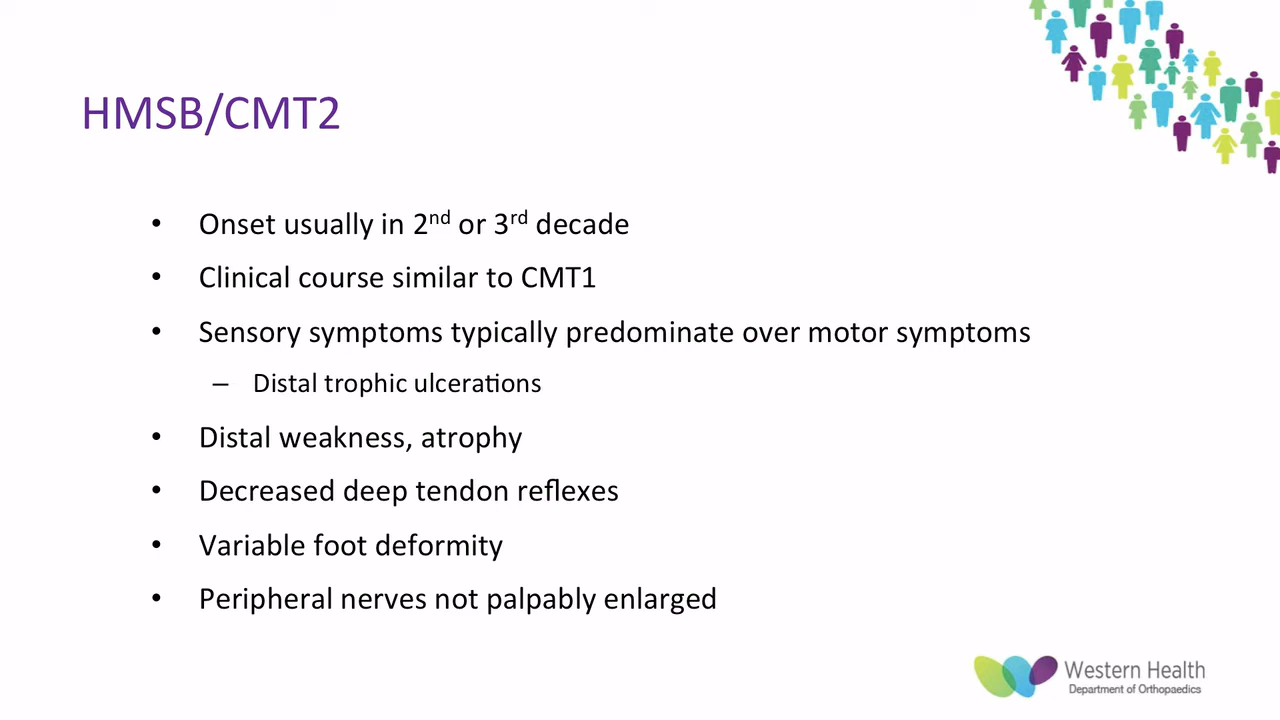 HMSB/CMT2
• Onset usually in 2nd or 3rd decade
• Clinical course similar to CMT1
• Sensory symptoms typically predominate over motor symptoms
– Distal trophic ulcerations
• Distal weakness, atrophy
• Decreased deep tendon reflexes
• Variable foot deformity
• Peripheral nerves not palpably enlarged
Western Health
Department of Orthopaedics